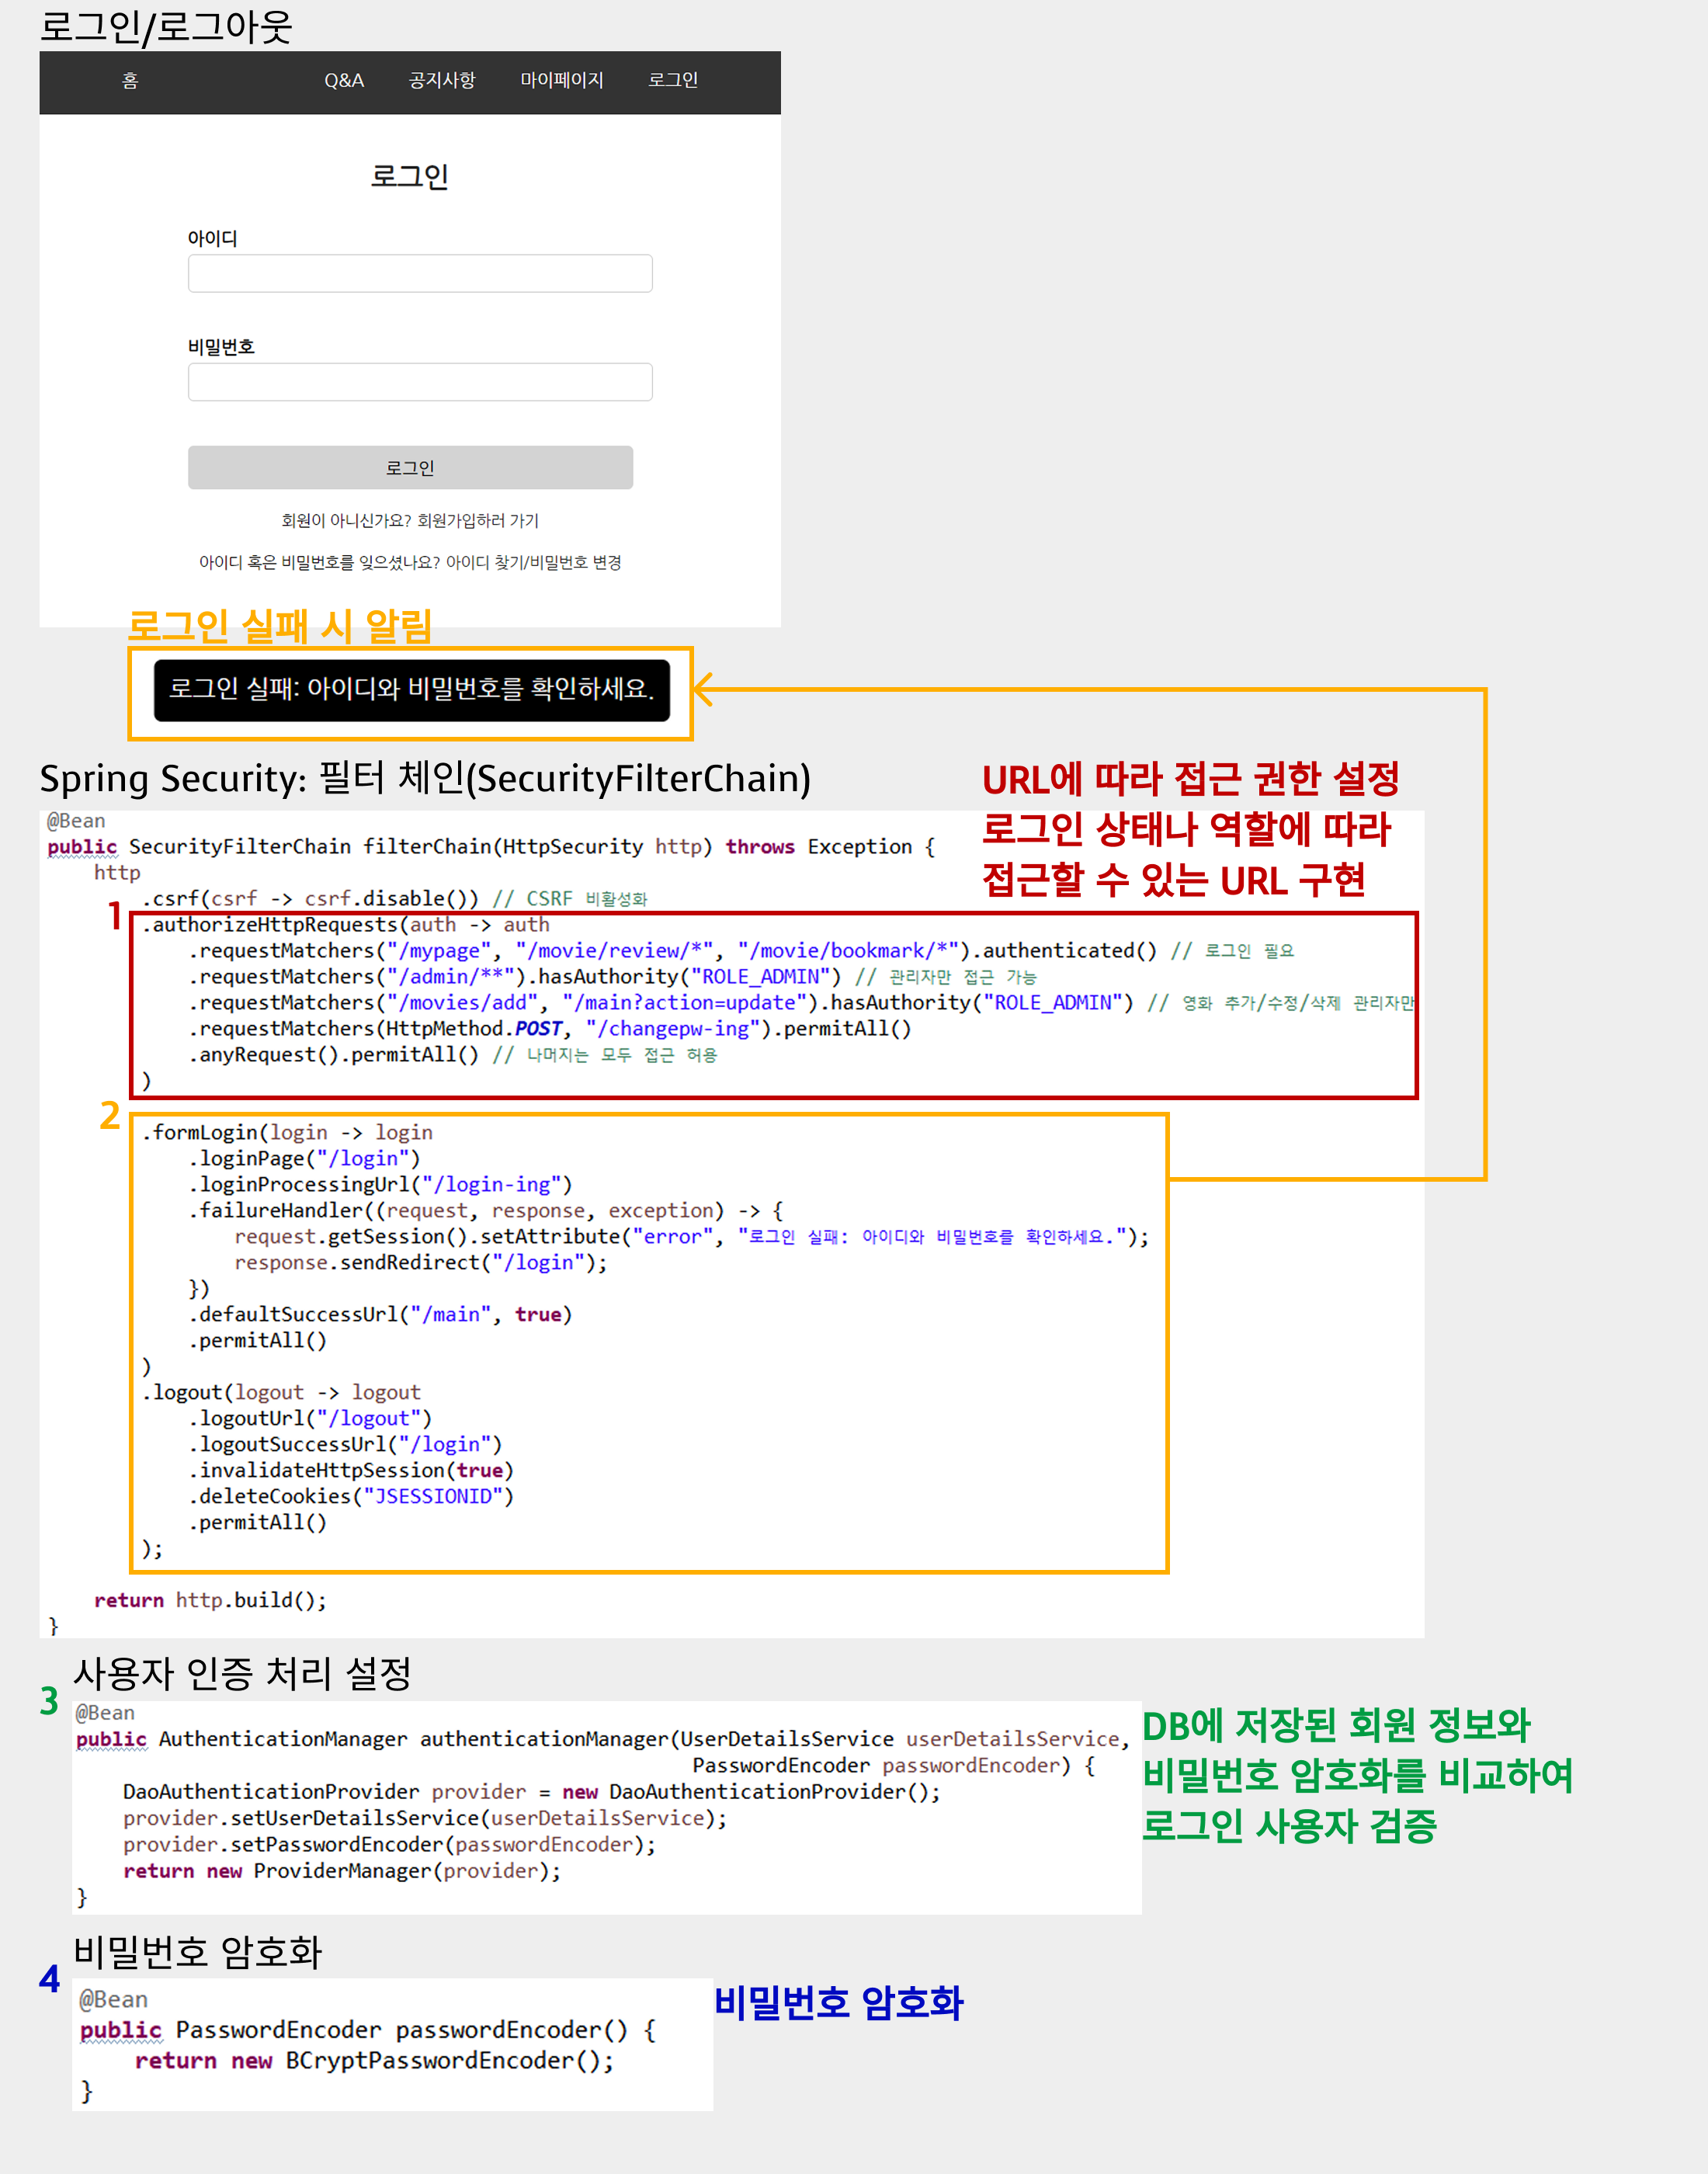 로그인/로그아웃
홈 Q&A 공지사항 마이페이지 로그인
로그인
아이디
비밀번호
로그인
회원이 아니신가요? 회원가입하러 가기
아이디 혹은 비밀번호를 잊으셨나요? 아이디 찾기/비밀번호 변경
로그인 실패 시 알림
로그인 실패: 아이디와 비밀번호를 확인하세요.
Spring Security: 필터 체인(SecurityFilterChain)
URL에 따라 접근 권한 설정
로그인 상태나 역할에 따라
접근할 수 있는 URL 구현
@Bean
public SecurityFilterChain filterChain(HttpSecurity http) throws Exception {
http
.csrf(csrf -> csrf.disable()) // CSRF 비활성화
1
.authorizeHttpRequests(auth -> auth
.requestMatchers("/mypage", "/movie/review/*", "/movie/bookmark/*").authenticated() // 로그인 필요
.requestMatchers("/admin/**").hasAuthority("ROLE_ADMIN") // 관리자만 접근 가능
.requestMatchers("/movies/add", "/main?action=update").hasAuthority("ROLE_ADMIN") // 영화 추가/수정/삭제 관리자만
.requestMatchers(HttpMethod.POST, "/changepw-ing").permitAll()
.anyRequest().permitAll() // 나머지는 모두 접근 허용
)
2
.formLogin(login -> login
.loginPage("/login")
.loginProcessingUrl("/login-ing")
.failureHandler((request, response, exception) -> {
request.getSession().setAttribute("error", "로그인 실패: 아이디와 비밀번호를 확인하세요.");
response.sendRedirect("/login");
})
.defaultSuccessUrl("/main", true)
.permitAll()
)
.logout(logout -> logout
.logoutUrl("/logout")
.logoutSuccessUrl("/login")
.invalidateHttpSession(true)
.deleteCookies("JSESSIONID")
.permitAll()
);
return http.build();
}
사용자 인증 처리 설정
3
@Bean
public AuthenticationManager authenticationManager(UserDetailsService userDetailsService,
PasswordEncoder passwordEncoder) {
DaoAuthenticationProvider provider = new DaoAuthenticationProvider();
provider.setUserDetailsService(userDetailsService);
provider.setPasswordEncoder(passwordEncoder);
return new ProviderManager(provider);
}
DB에 저장된 회원 정보와
비밀번호 암호화를 비교하여
로그인 사용자 검증
비밀번호 암호화
4
@Bean
public PasswordEncoder passwordEncoder() {
return new BCryptPasswordEncoder();
}
비밀번호 암호화